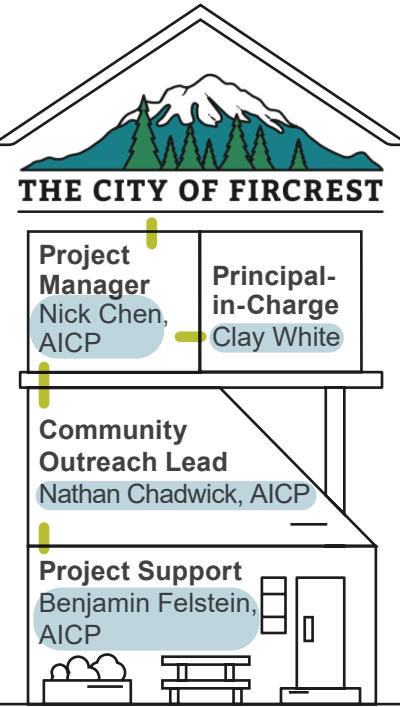 THE CITY OF FIRCREST
Project
Manager
Nick Chen,
AICP
Principal-
in-Charge
Clay White
Community
Outreach Lead
Nathan Chadwick, AICP
Project Support
Benjamin Felstein,
AICP